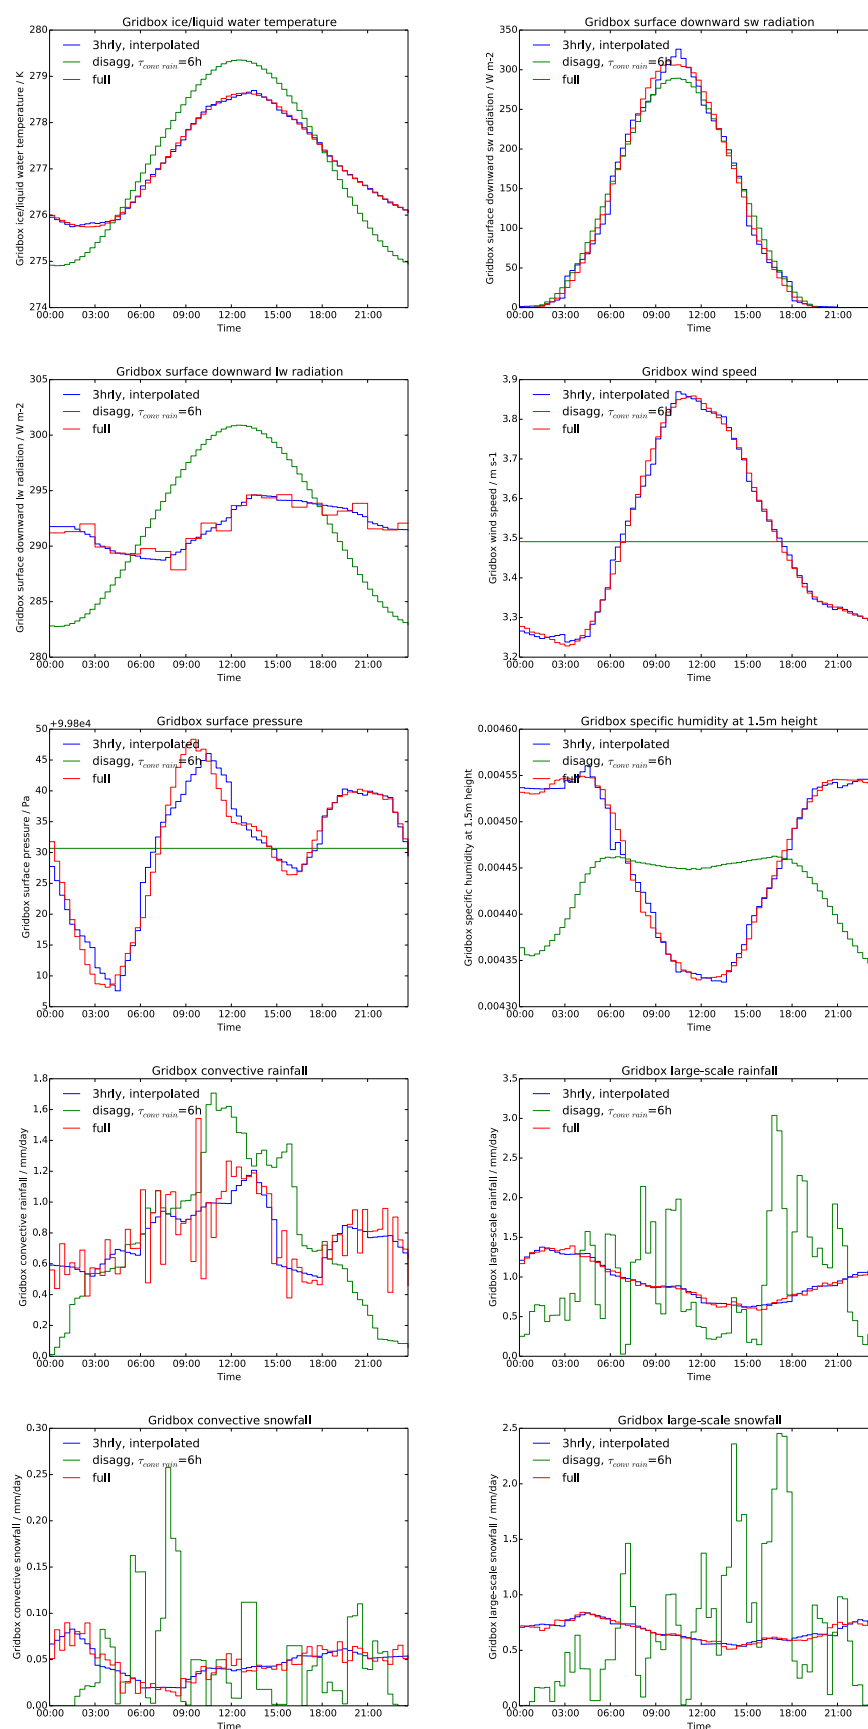 Gridbox ice/liquid water temperature
280
279
278
277
276
275
274
Gridbox ice/liquid water temperature / K
3hrly, interpolated
disagg, τconv rain=6h
full
00:00 03:00 06:00 09:00 12:00 15:00 18:00 21:00
Time
Gridbox surface downward sw radiation
350
300
250
200
150
100
50
0
Gridbox surface downward sw radiation / W m-2
3hrly, interpolated
disagg, τconv rain=6h
full
00:00 03:00 06:00 09:00 12:00 15:00 18:00 21:00
Time
Gridbox surface downward lw radiation
305
300
295
290
285
280
Gridbox surface downward lw radiation / W m-2
3hrly, interpolated
disagg, τconv rain=6h
full
00:00 03:00 06:00 09:00 12:00 15:00 18:00 21:00
Time
Gridbox wind speed
3.9
3.8
3.7
3.6
3.5
3.4
3.3
3.2
Gridbox wind speed / m s-1
3hrly, interpolated
disagg, τconv rain=6h
full
00:00 03:00 06:00 09:00 12:00 15:00 18:00 21:00
Time
Gridbox surface pressure
+9.98e4
50
45
40
35
30
25
20
15
10
5
Gridbox surface pressure / Pa
3hrly, interpolated
disagg, τconv rain=6h
full
00:00 03:00 06:00 09:00 12:00 15:00 18:00 21:00
Time
Gridbox specific humidity at 1.5m height
0.00460
0.00455
0.00450
0.00445
0.00440
0.00435
0.00430
Gridbox specific humidity at 1.5m height
3hrly, interpolated
disagg, τconv rain=6h
full
00:00 03:00 06:00 09:00 12:00 15:00 18:00 21:00
Time
Gridbox convective rainfall
1.8
1.6
1.4
1.2
1.0
0.8
0.6
0.4
0.2
0.0
Gridbox convective rainfall / mm/day
3hrly, interpolated
disagg, τconv rain=6h
full
00:00 03:00 06:00 09:00 12:00 15:00 18:00 21:00
Time
Gridbox large-scale rainfall
3.5
3.0
2.5
2.0
1.5
1.0
0.5
0.0
Gridbox large-scale rainfall / mm/day
3hrly, interpolated
disagg, τconv rain=6h
full
00:00 03:00 06:00 09:00 12:00 15:00 18:00 21:00
Time
Gridbox convective snowfall
0.30
0.25
0.20
0.15
0.10
0.05
0.00
Gridbox convective snowfall / mm/day
3hrly, interpolated
disagg, τconv rain=6h
full
00:00 03:00 06:00 09:00 12:00 15:00 18:00 21:00
Time
Gridbox large-scale snowfall
2.5
2.0
1.5
1.0
0.5
0.0
Gridbox large-scale snowfall / mm/day
3hrly, interpolated
disagg, τconv rain=6h
full
00:00 03:00 06:00 09:00 12:00 15:00 18:00 21:00
Time